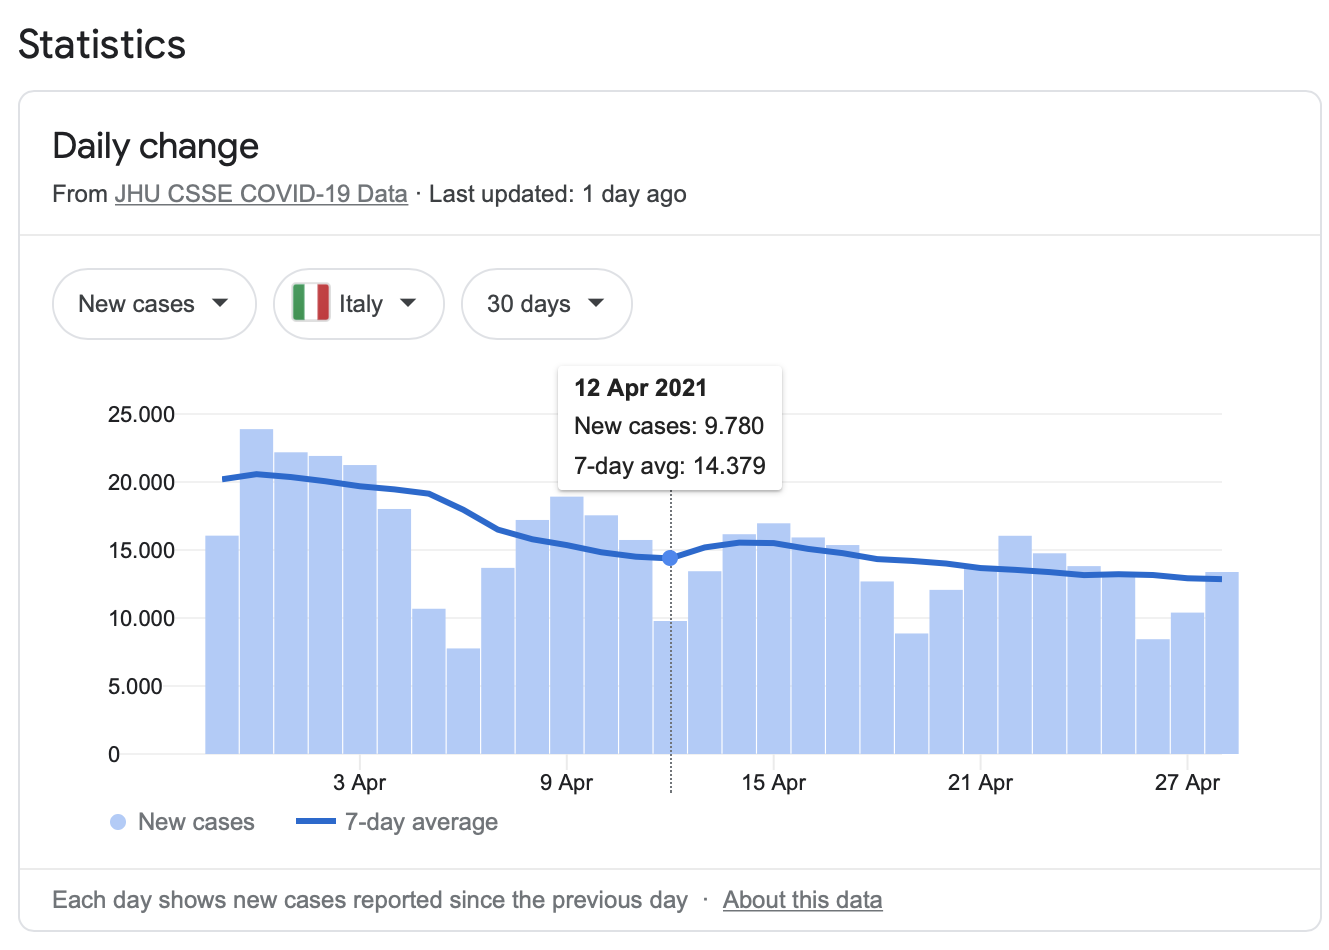 Statistics
Daily change
From JHU CSSE COVID-19 Data · Last updated: 1 day ago
New cases
Italy
30 days
12 Apr 2021
New cases: 9.780
7-day avg: 14.379
25.000
20.000
15.000
10.000
5.000
0
3 Apr
9 Apr
15 Apr
21 Apr
27 Apr
New cases
7-day average
Each day shows new cases reported since the previous day · About this data